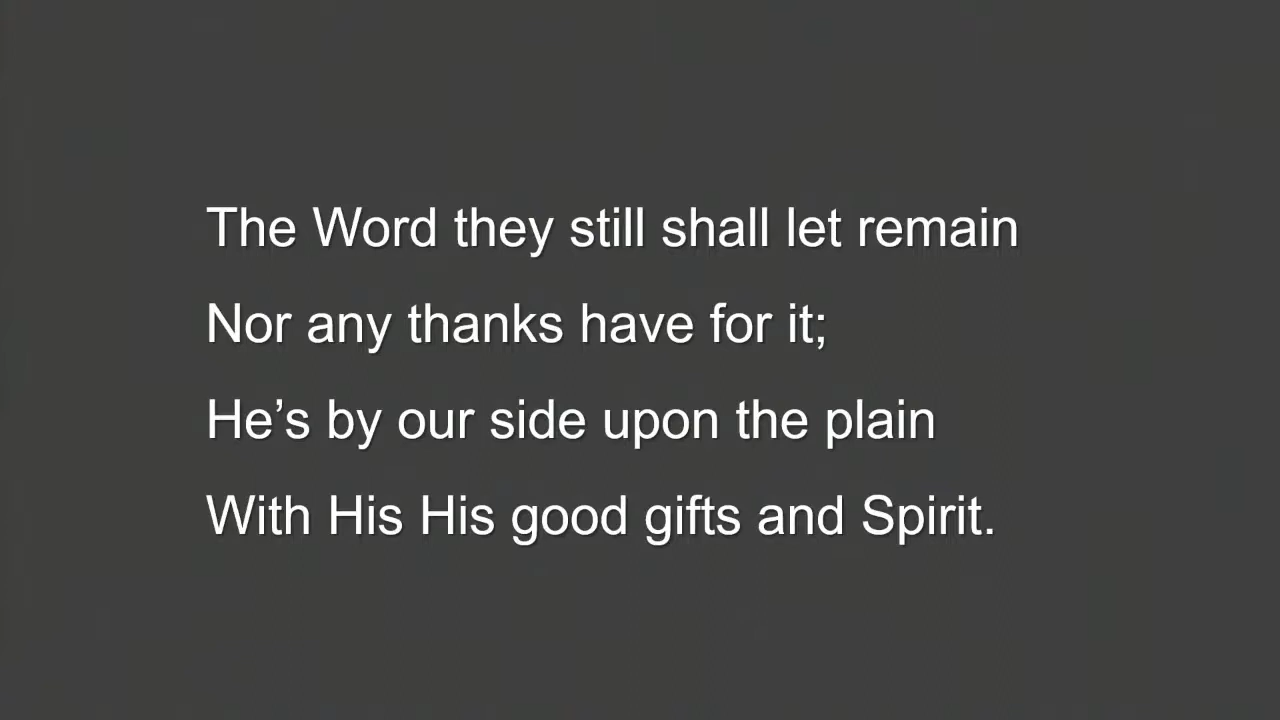 The Word they still shall let remain
Nor any thanks have for it;
He’s by our side upon the plain
With His His good gifts and Spirit.